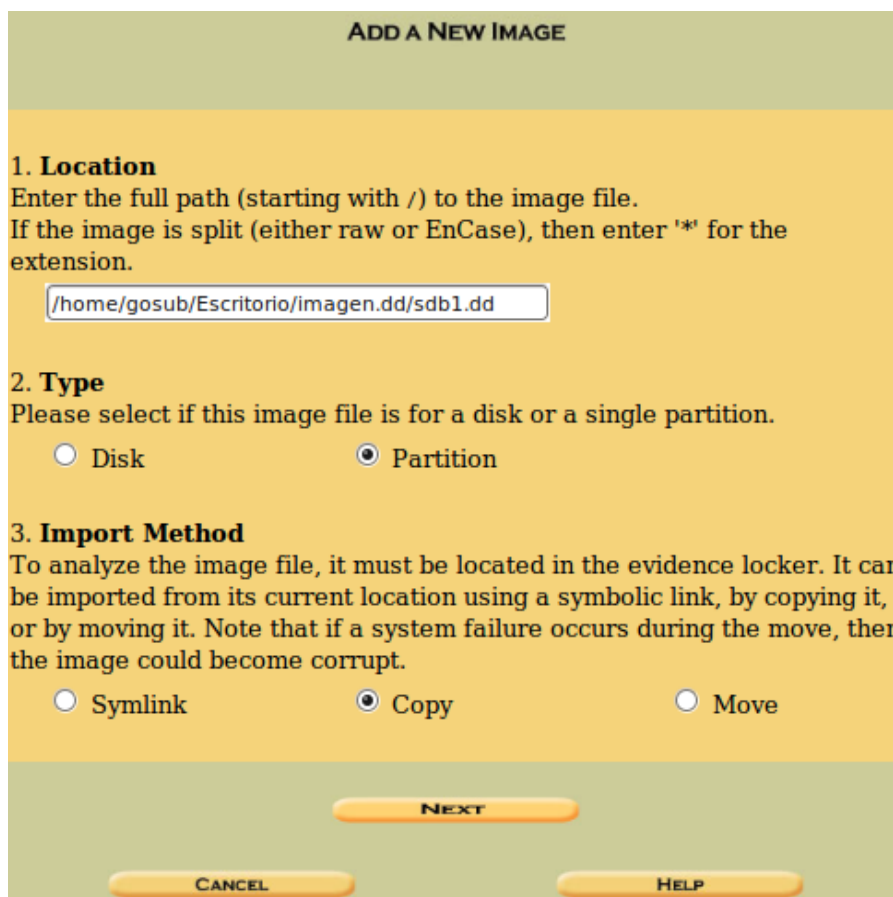 ADD A NEW IMAGE
1. Location
Enter the full path (starting with /) to the image file.
If the image is split (either raw or EnCase), then enter '*' for the
extension.
/home/gosub/Escritorio/imagen.dd/sdb1.dd
2. Type
Please select if this image file is for a disk or a single partition.
Disk Partition
3. Import Method
To analyze the image file, it must be located in the evidence locker. It can
be imported from its current location using a symbolic link, by copying it,
or by moving it. Note that if a system failure occurs during the move, then
the image could become corrupt.
Symlink Copy Move
NEXT
CANCEL HELP